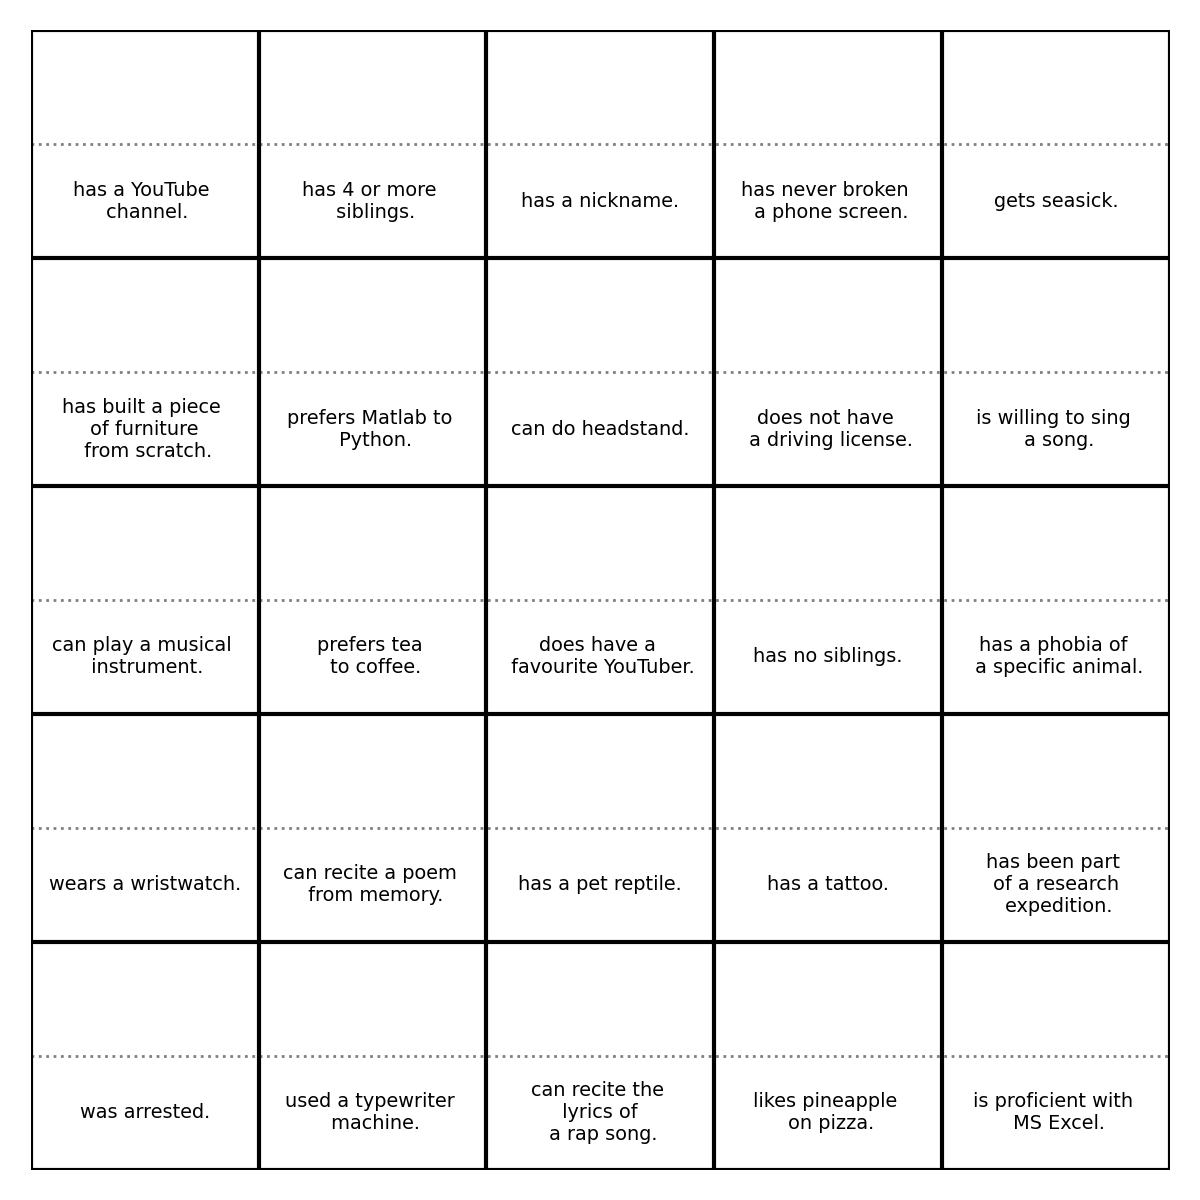 has a YouTube
channel.
has 4 or more
siblings.
has a nickname.
has never broken
a phone screen.
gets seasick.
has built a piece
of furniture
from scratch.
prefers Matlab to
Python.
can do headstand.
does not have
a driving license.
is willing to sing
a song.
can play a musical
instrument.
prefers tea
to coffee.
does have a
favourite YouTuber.
has no siblings.
has a phobia of
a specific animal.
wears a wristwatch.
can recite a poem
from memory.
has a pet reptile.
has a tattoo.
has been part
of a research
expedition.
was arrested.
used a typewriter
machine.
can recite the
lyrics of
a rap song.
likes pineapple
on pizza.
is proficient with
MS Excel.